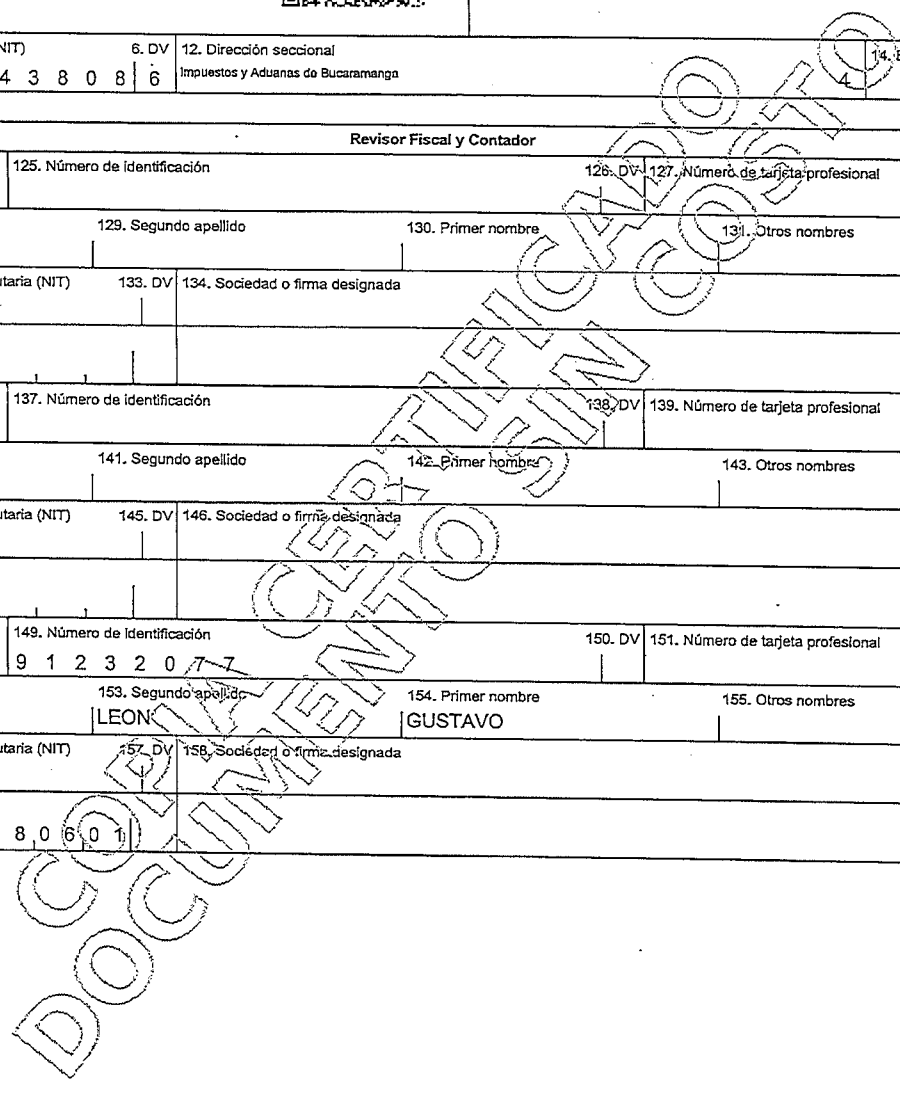 NIT) 6. DV 12. Dirección seccional 14. B
4 3 8 0 8 6 Impuestos y Aduanas de Bucaramanga 4
Revisor Fiscal y Contador
125. Número de identificación 126. DV 127. Número de tarjeta profesional
129. Segundo apellido 130. Primer nombre 131. Otros nombres
utaria (NIT) 133. DV 134. Sociedad o firma designada
137. Número de identificación 138. DV 139. Número de tarjeta profesional
141. Segundo apellido 142. Primer nombre 143. Otros nombres
utaria (NIT) 145. DV 146. Sociedad o firma designada
149. Número de identificación 150. DV 151. Número de tarjeta profesional
9 1 2 3 2 0 7 7
153. Segundo apellido 154. Primer nombre 155. Otros nombres
LEON GUSTAVO
utaria (NIT) 157. DV 158. Sociedad o firma designada
8 0 6 0 1
COPIA CERTIFICADO
DOCUMENTO SIN COSTO